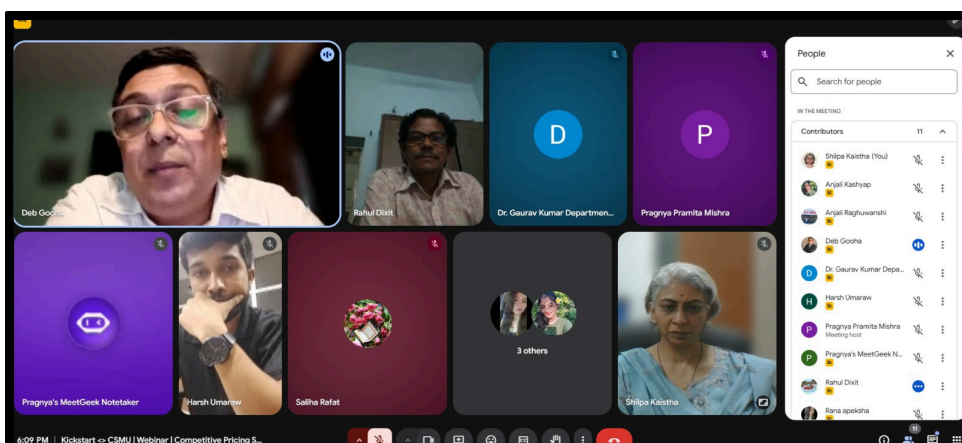 Deb Gooha
Rahul Dixit
D
Dr. Gaurav Kumar Departmen...
P
Pragnya Pramita Mishra
Pragnya's MeetGeek Notetaker
Harsh Umaraw
Saliha Rafat
3 others
Shilpa Kaistha
People
Search for people
IN THE MEETING
Contributors 11
Shilpa Kaistha (You)
Anjali Kashyap
Anjali Raghuwanshi
Deb Gooha
D
Dr. Gaurav Kumar Depa...
H
Harsh Umaraw
P
Pragnya Pramita Mishra
Meeting host
P
Pragnya's MeetGeek N...
Rahul Dixit
Rana apeksha
6:09 PM | Kickstart <> CSMU | Webinar | Competitive Pricing S...
11